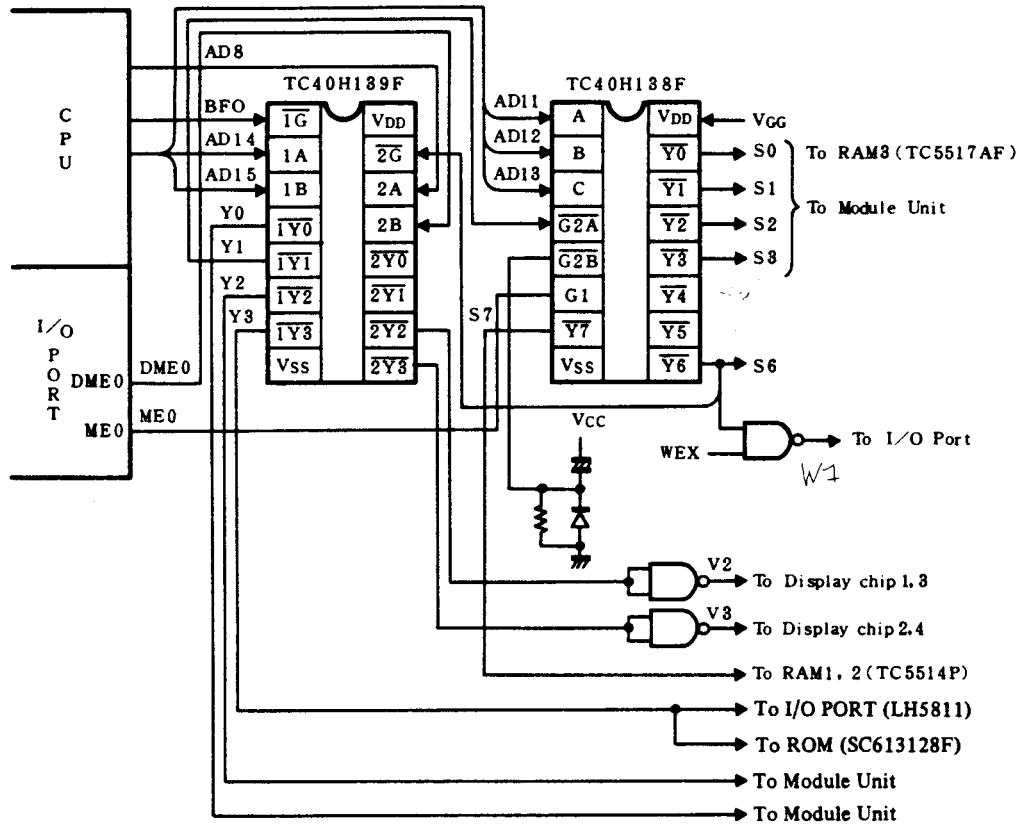 CPU
AD8
BFO
AD14
AD15
Y0
Y1
Y2
Y3
I/O PORT
DME0
DME0
ME0
ME0
TC40H139F
1G
1A
1B
1Y0
1Y1
1Y2
1Y3
VSS
VDD
2G
2A
2B
2Y0
2Y1
2Y2
2Y3
AD11
AD12
AD13
S7
TC40H138F
A
B
C
G2A
G2B
G1
Y7
VSS
VDD
Y0
Y1
Y2
Y3
Y4
Y5
Y6
VGG
S0
S1
S2
S3
S6
To RAM3 (TC5517AF)
To Module Unit
WEX
To I/O Port
W1
VCC
V2
To Display chip 1.3
V3
To Display chip 2.4
To RAM1, 2 (TC5514P)
To I/O PORT (LH5811)
To ROM (SC613128F)
To Module Unit
To Module Unit